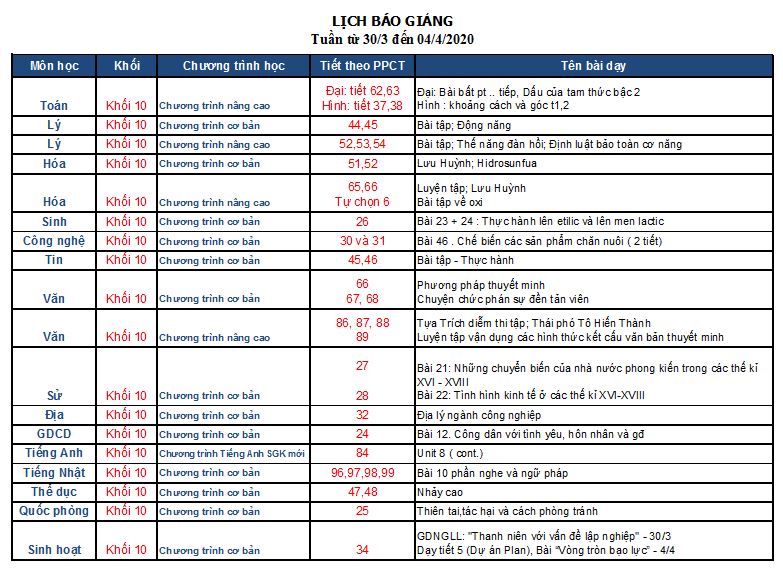 LỊCH BÁO GIẢNG
Tuần từ 30/3 đến 04/4/2020
Môn học Khối Chương trình học Tiết theo PPCT Tên bài dạy
Toán Khối 10 Chương trình nâng cao Đại: tiết 62,63 Đại: Bài bất pt .. tiếp, Dấu của tam thức bậc 2
Hình: tiết 37,38 Hình : khoảng cách và góc t1,2
Lý Khối 10 Chương trình cơ bản 44,45 Bài tập; Động năng
Lý Khối 10 Chương trình nâng cao 52,53,54 Bài tập; Thế năng đàn hồi; Định luật bảo toàn cơ năng
Hóa Khối 10 Chương trình cơ bản 51,52 Lưu Huỳnh; Hidrosunfua
Hóa Khối 10 Chương trình nâng cao 65,66 Luyện tập; Lưu Huỳnh
Tự chọn 6 Bài tập về oxi
Sinh Khối 10 Chương trình cơ bản 26 Bài 23 + 24 : Thực hành lên etilic và lên men lactic
Công nghệ Khối 10 Chương trình cơ bản 30 và 31 Bài 46 . Chế biến các sản phẩm chăn nuôi ( 2 tiết)
Tin Khối 10 Chương trình cơ bản 45,46 Bài tập - Thực hành
Văn Khối 10 Chương trình cơ bản 66 Phương pháp thuyết minh
67, 68 Chuyện chức phán sự đền tản viên
Văn Khối 10 Chương trình nâng cao 86, 87, 88 Tựa Trích diễm thi tập; Thái phó Tô Hiến Thành
89 Luyện tập vận dụng các hình thức kết cấu văn bản thuyết minh
Sử Khối 10 Chương trình cơ bản 27 Bài 21: Những chuyển biến của nhà nước phong kiến trong các thế kỉ
XVI - XVIII
28 Bài 22: Tình hình kinh tế ở các thế kỉ XVI-XVIII
Địa Khối 10 Chương trình cơ bản 32 Địa lý ngành công nghiệp
GDCD Khối 10 Chương trình cơ bản 24 Bài 12. Công dân với tình yêu, hôn nhân và gđ
Tiếng Anh Khối 10 Chương trình Tiếng Anh SGK mới 84 Unit 8 ( cont.)
Tiếng Nhật Khối 10 Chương trình cơ bản 96,97,98,99 Bài 10 phần nghe và ngữ pháp
Thể dục Khối 10 Chương trình cơ bản 47,48 Nhảy cao
Quốc phòng Khối 10 Chương trình cơ bản 25 Thiên tai,tác hại và cách phòng tránh
Sinh hoạt Khối 10 Chương trình cơ bản 34 GDNGLL: "Thanh niên với vấn đề lập nghiệp" - 30/3
Dạy tiết 5 (Dự án Plan), Bài “Vòng tròn bạo lực” - 4/4